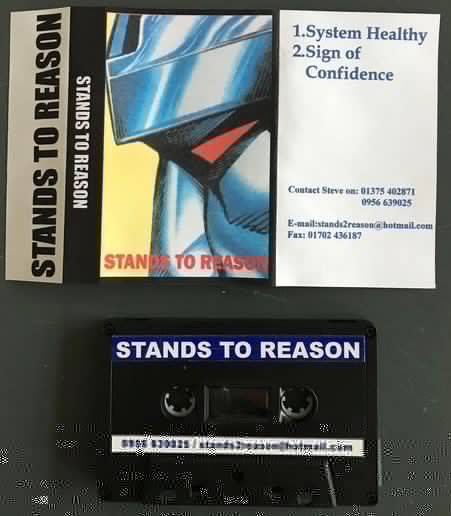 STANDS TO REASON
STANDS TO REASON
STANDS TO REASON
1.System Healthy
2.Sign of
Confidence
Contact Steve on: 01375 402871
0956 639025
E-mail:stands2reason@hotmail.com
Fax: 01702 436187
STANDS TO REASON
0956 639025 / stands2reason@hotmail.com